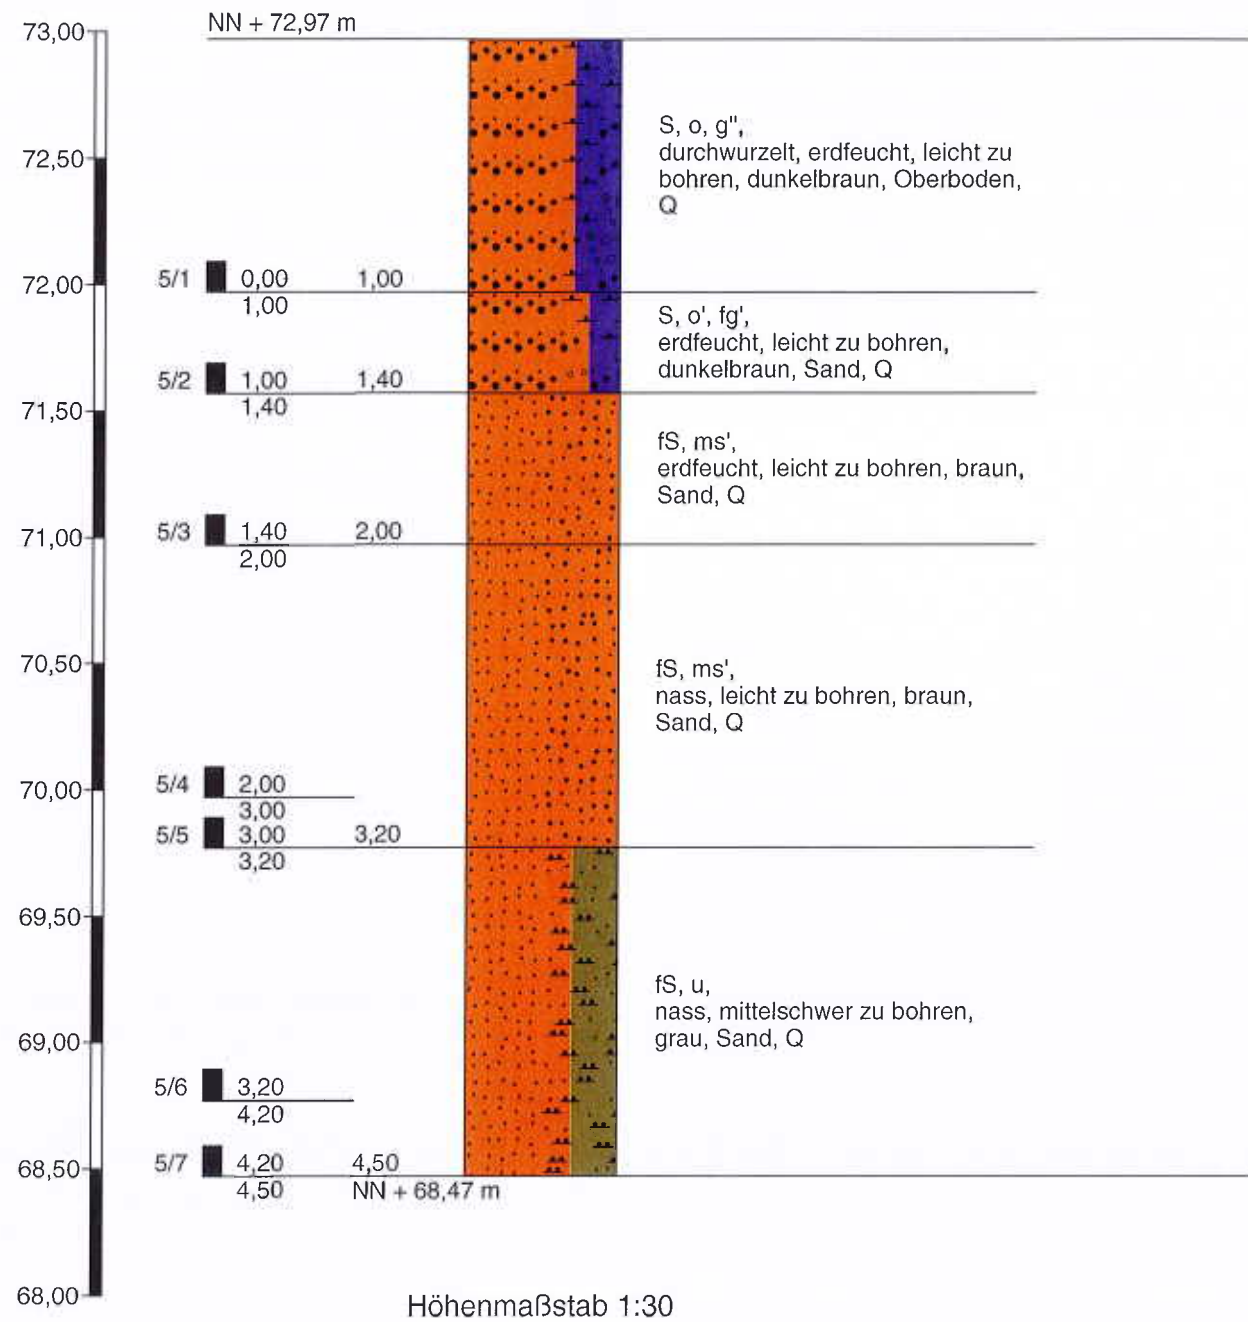 73,00
NN + 72,97 m
S, o, g",
durchwurzelt, erdfeucht, leicht zu
bohren, dunkelbraun, Oberboden,
Q
72,50
72,00
5/1 0,00 1,00
1,00
S, o', fg',
erdfeucht, leicht zu bohren,
dunkelbraun, Sand, Q
5/2 1,00 1,40
1,40
71,50
fS, ms',
erdfeucht, leicht zu bohren, braun,
Sand, Q
71,00
5/3 1,40 2,00
2,00
70,50
fS, ms',
nass, leicht zu bohren, braun,
Sand, Q
70,00
5/4 2,00
3,00
5/5 3,00 3,20
3,20
69,50
fS, u,
nass, mittelschwer zu bohren,
grau, Sand, Q
69,00
5/6 3,20
4,20
68,50
5/7 4,20 4,50
4,50 NN + 68,47 m
68,00
Höhenmaßstab 1:30